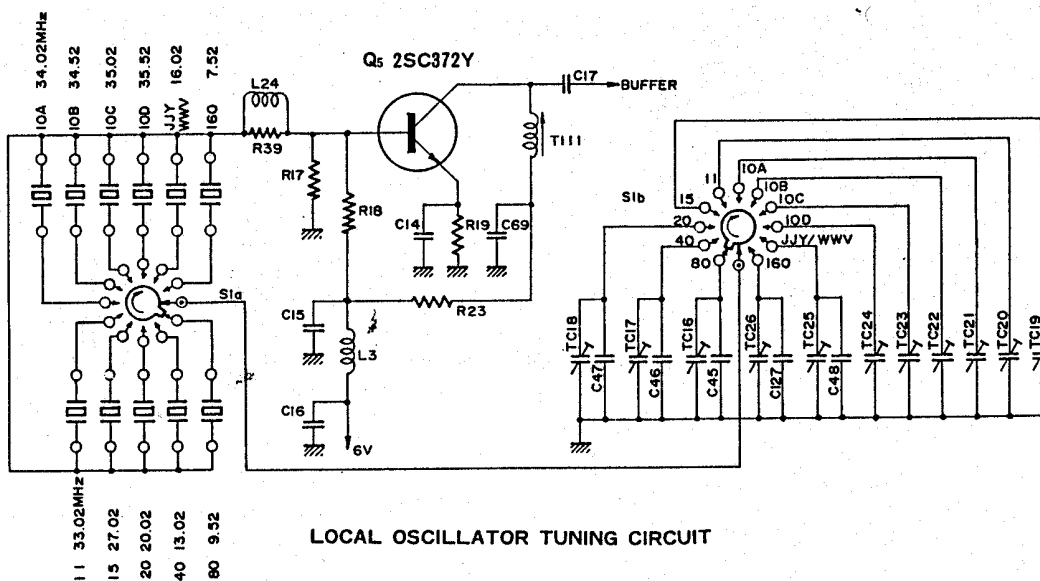 10A 34.02MHz
10B 34.52
10C 35.02
10D 35.52
JJY WWV 16.02
160 7.52
L24
R39
Q5 2SC372Y
C17
BUFFER
T111
R17
R18
C14
R19
C69
S1a
C15
R23
L3
C16
6V
11 33.02MHz
15 27.02
20 20.02
40 13.02
80 9.52
S1b
11
10A
10B
10C
10D
JJY/WWV
160
15
20
40
80
TC18
C47
TC17
C46
TC16
C45
TC26
C127
TC25
C48
TC24
TC23
TC22
TC21
TC20
TC19
LOCAL OSCILLATOR TUNING CIRCUIT